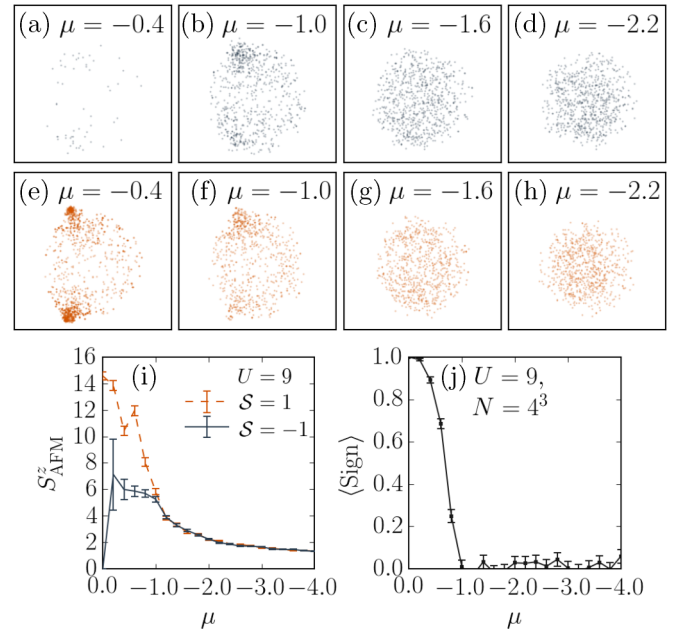 (a) μ = −0.4
(b) μ = −1.0
(c) μ = −1.6
(d) μ = −2.2
(e) μ = −0.4
(f) μ = −1.0
(g) μ = −1.6
(h) μ = −2.2
16
14
12
10
8
6
4
2
0
0.0 −1.0 −2.0 −3.0 −4.0
μ
S^z_AFM
(i)
U = 9
𝒮 = 1
𝒮 = −1
1.0
0.8
0.6
0.4
0.2
0.0
0.0 −1.0 −2.0 −3.0 −4.0
μ
⟨Sign⟩
(j)
U = 9,
N = 4³